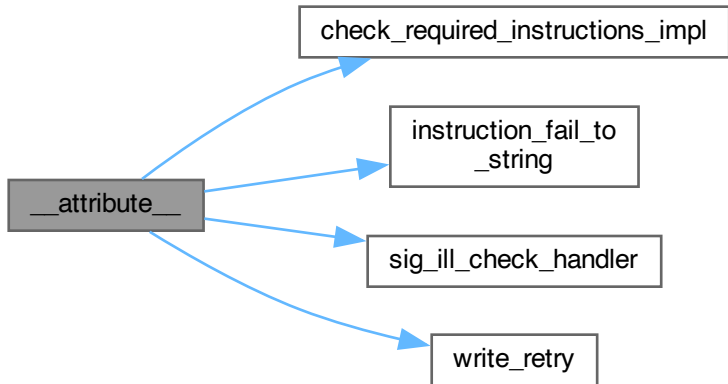 check_required_instructions_impl
instruction_fail_to
_string
__attribute__
sig_ill_check_handler
write_retry